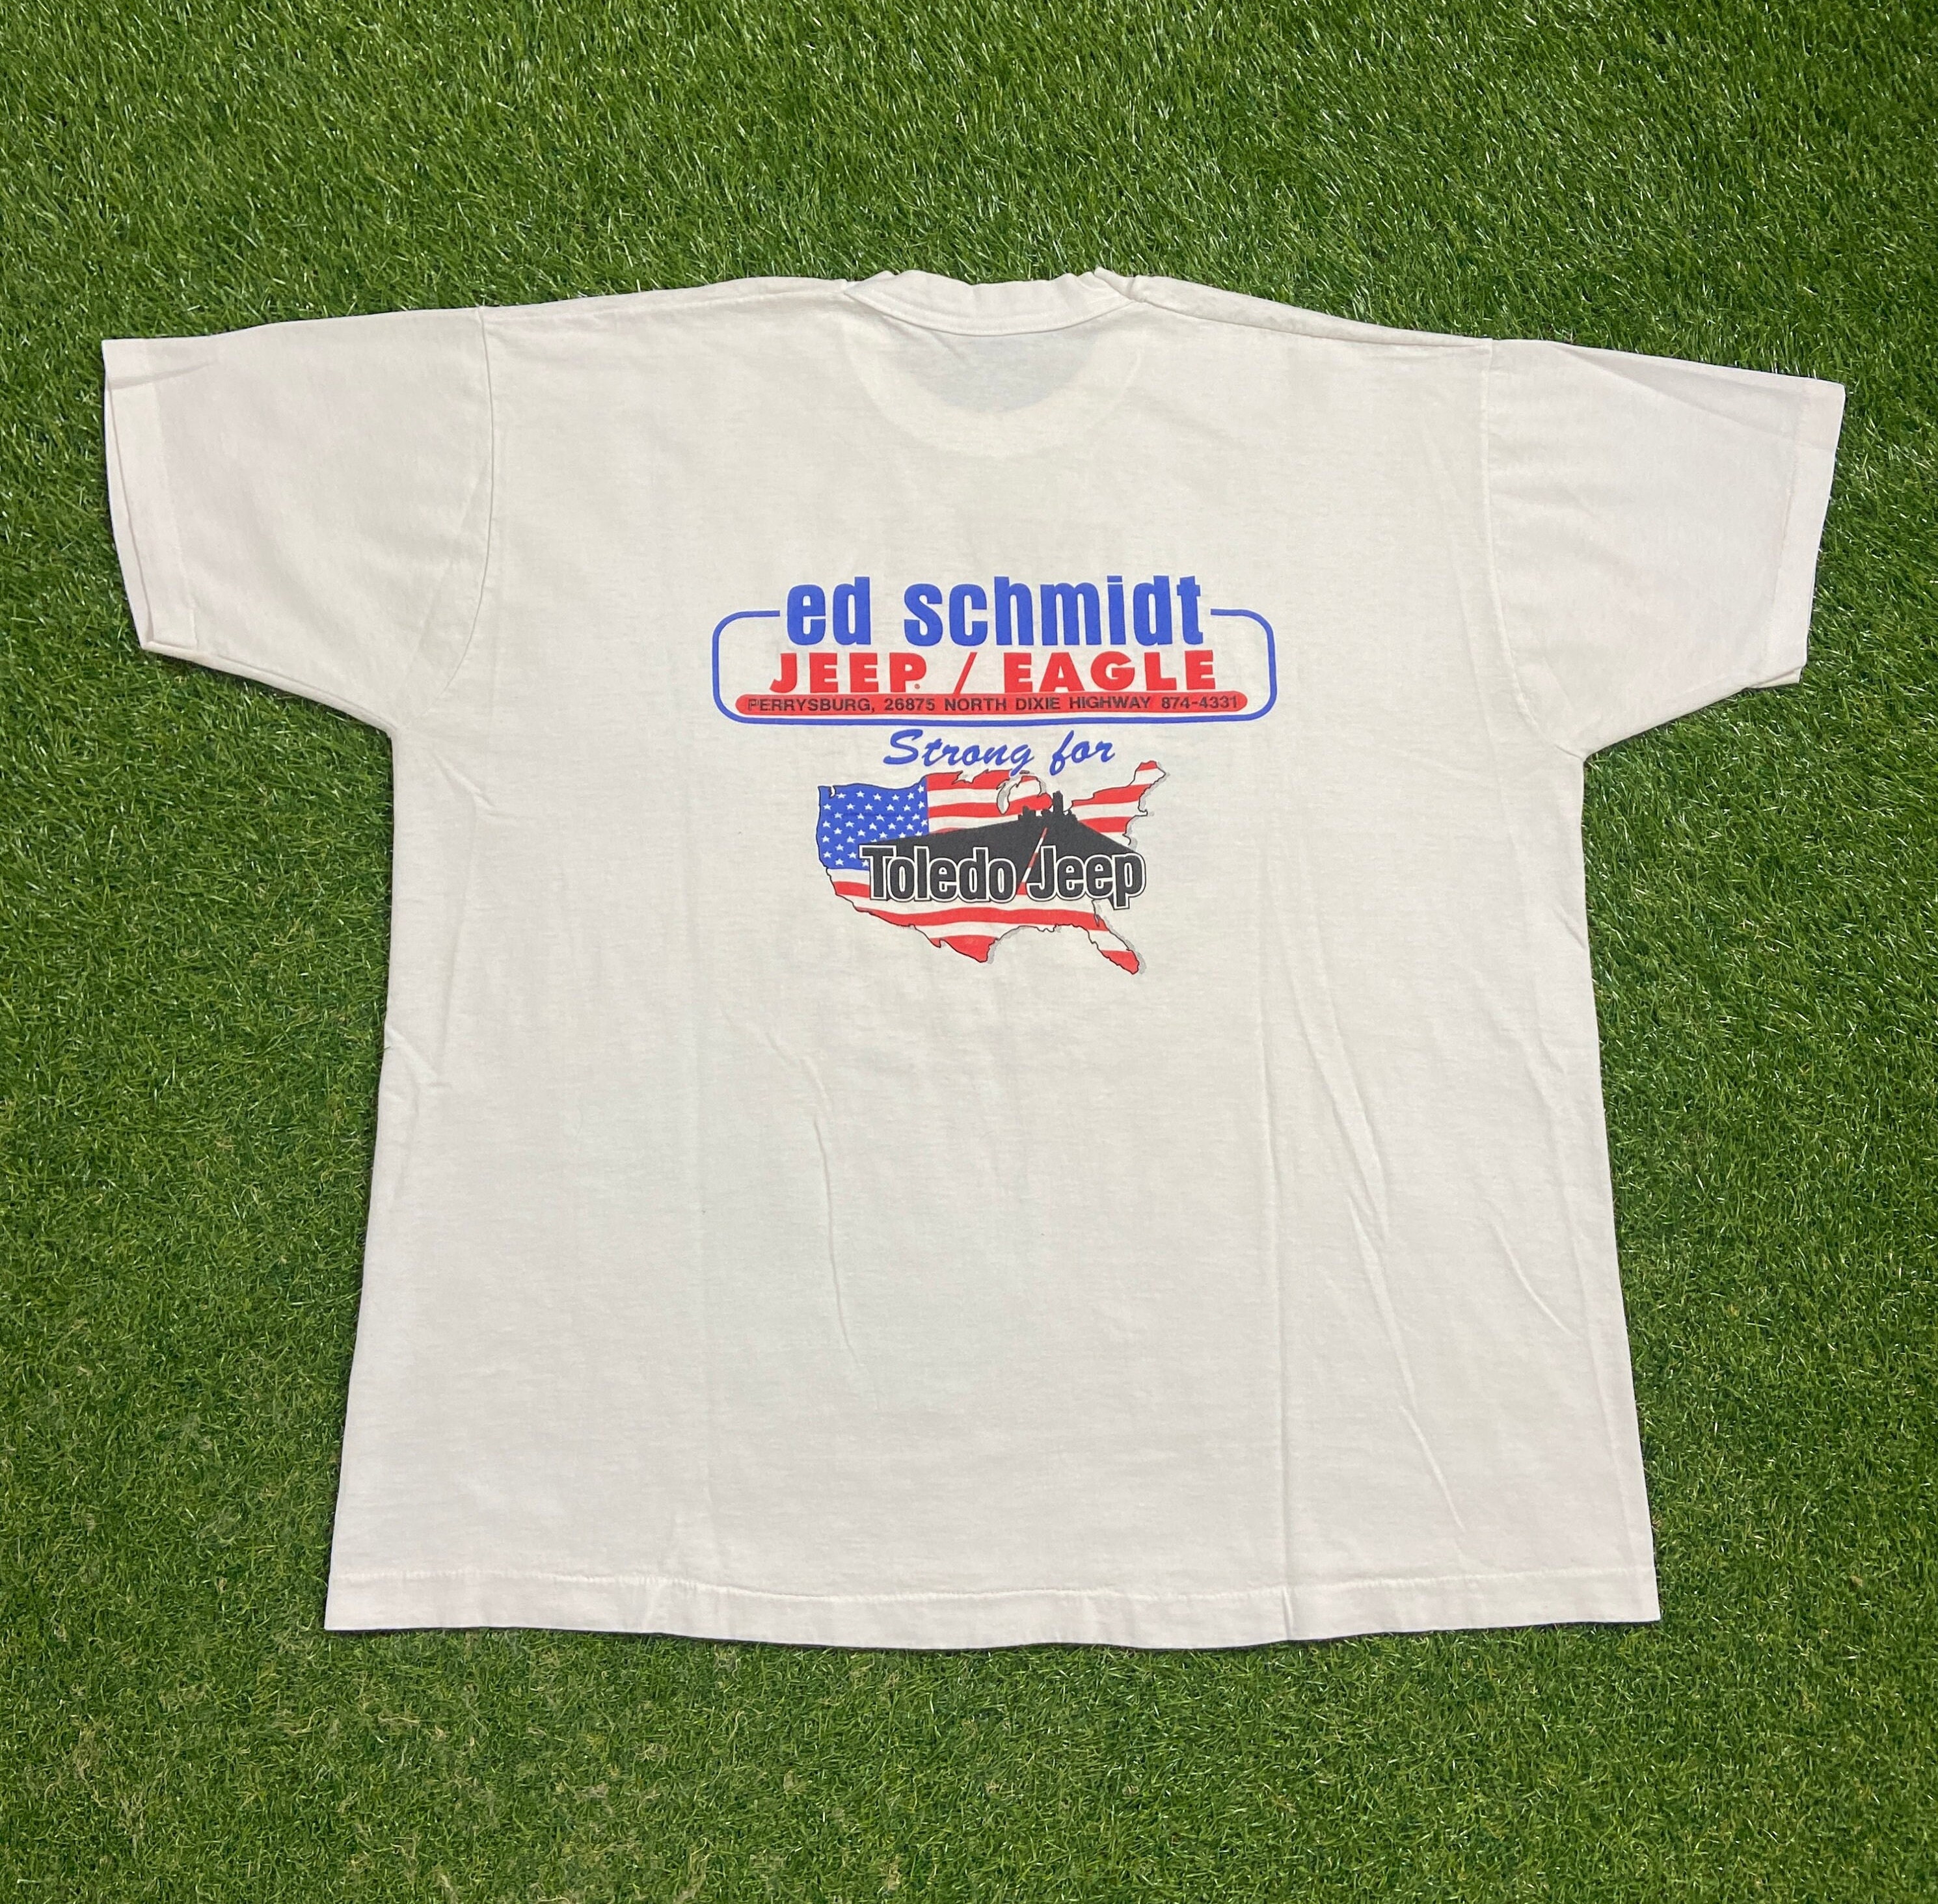 ed schmidt
JEEP. / EAGLE
PERRYSBURG, 26875 NORTH DIXIE HIGHWAY 874-4331
Strong for
Toledo Jeep